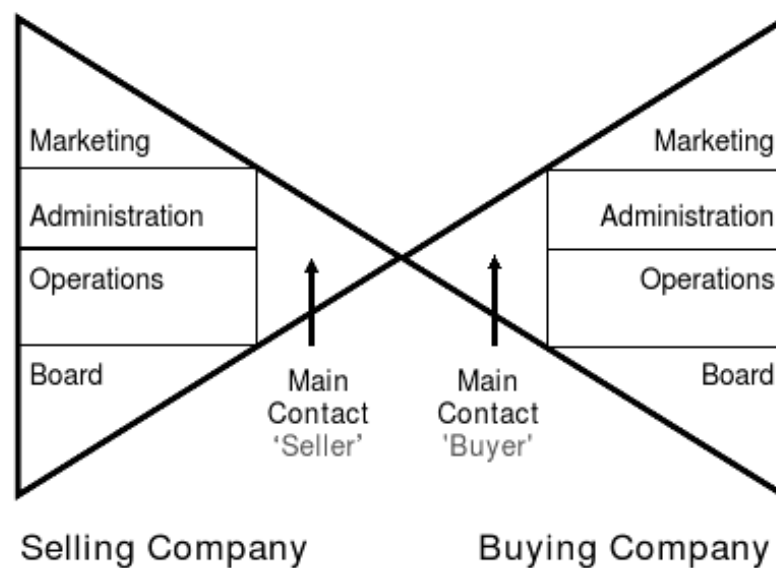 Marketing
Marketing
Administration
Administration
Operations
Operations
Board
Board
Main
Contact
‘Seller’
Main
Contact
'Buyer'
Selling Company
Buying Company